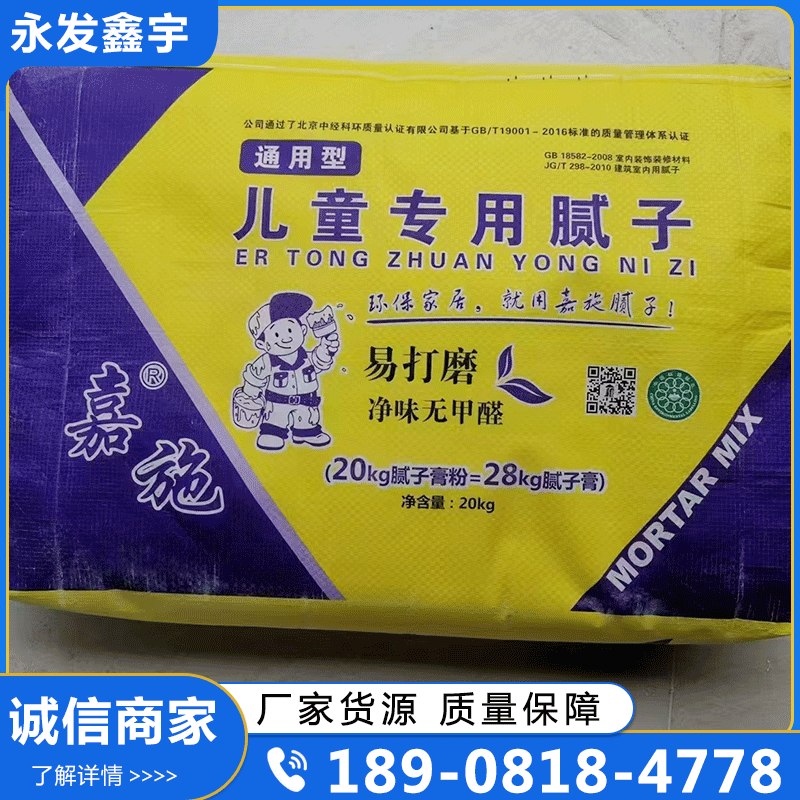 永发鑫宇
公司通过了北京中经科环质量认证有限公司基于GB/T19001-2016标准的质量管理体系认证
通用型
GB 18582-2008 室内装饰装修材料
JG/T 298-2010 建筑室内用腻子
儿童专用腻子
ER TONG ZHUAN YONG NI ZI
环保家居，就用嘉施腻子！
易打磨
净味无甲醛
嘉施®
(20kg腻子膏粉=28kg腻子膏)
净含量：20kg
MORTAR MIX
诚信商家
了解详情 >>>>
厂家货源 质量保障
189-0818-4778